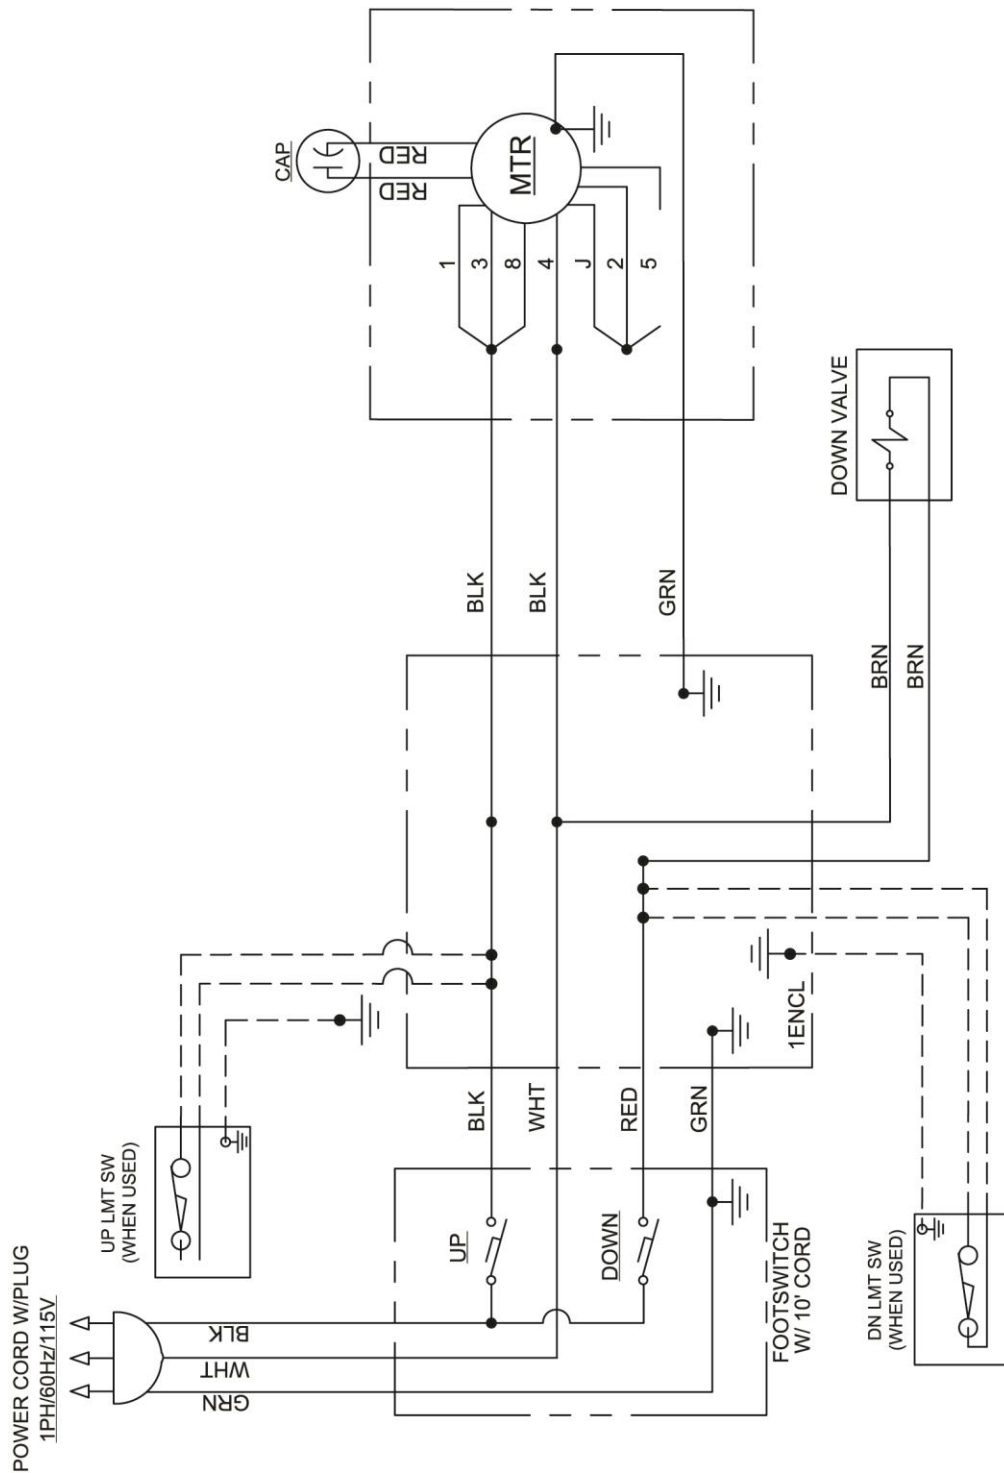 POWER CORD W/PLUG
1PH/60Hz/115V
BLK
WHT
GRN
UP LMT SW
(WHEN USED)
UP
DOWN
FOOTSWITCH
W/ 10' CORD
DN LMT SW
(WHEN USED)
BLK
WHT
RED
GRN
1ENCL
BLK
BLK
GRN
BRN
BRN
DOWN VALVE
CAP
RED
RED
MTR
1
3
8
4
J
2
5